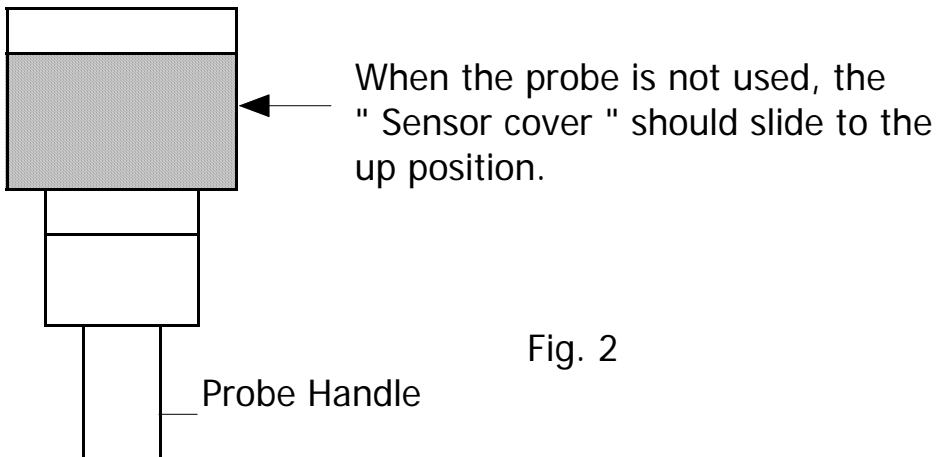 When the probe is not used, the
" Sensor cover " should slide to the
up position.
Fig. 2
Probe Handle